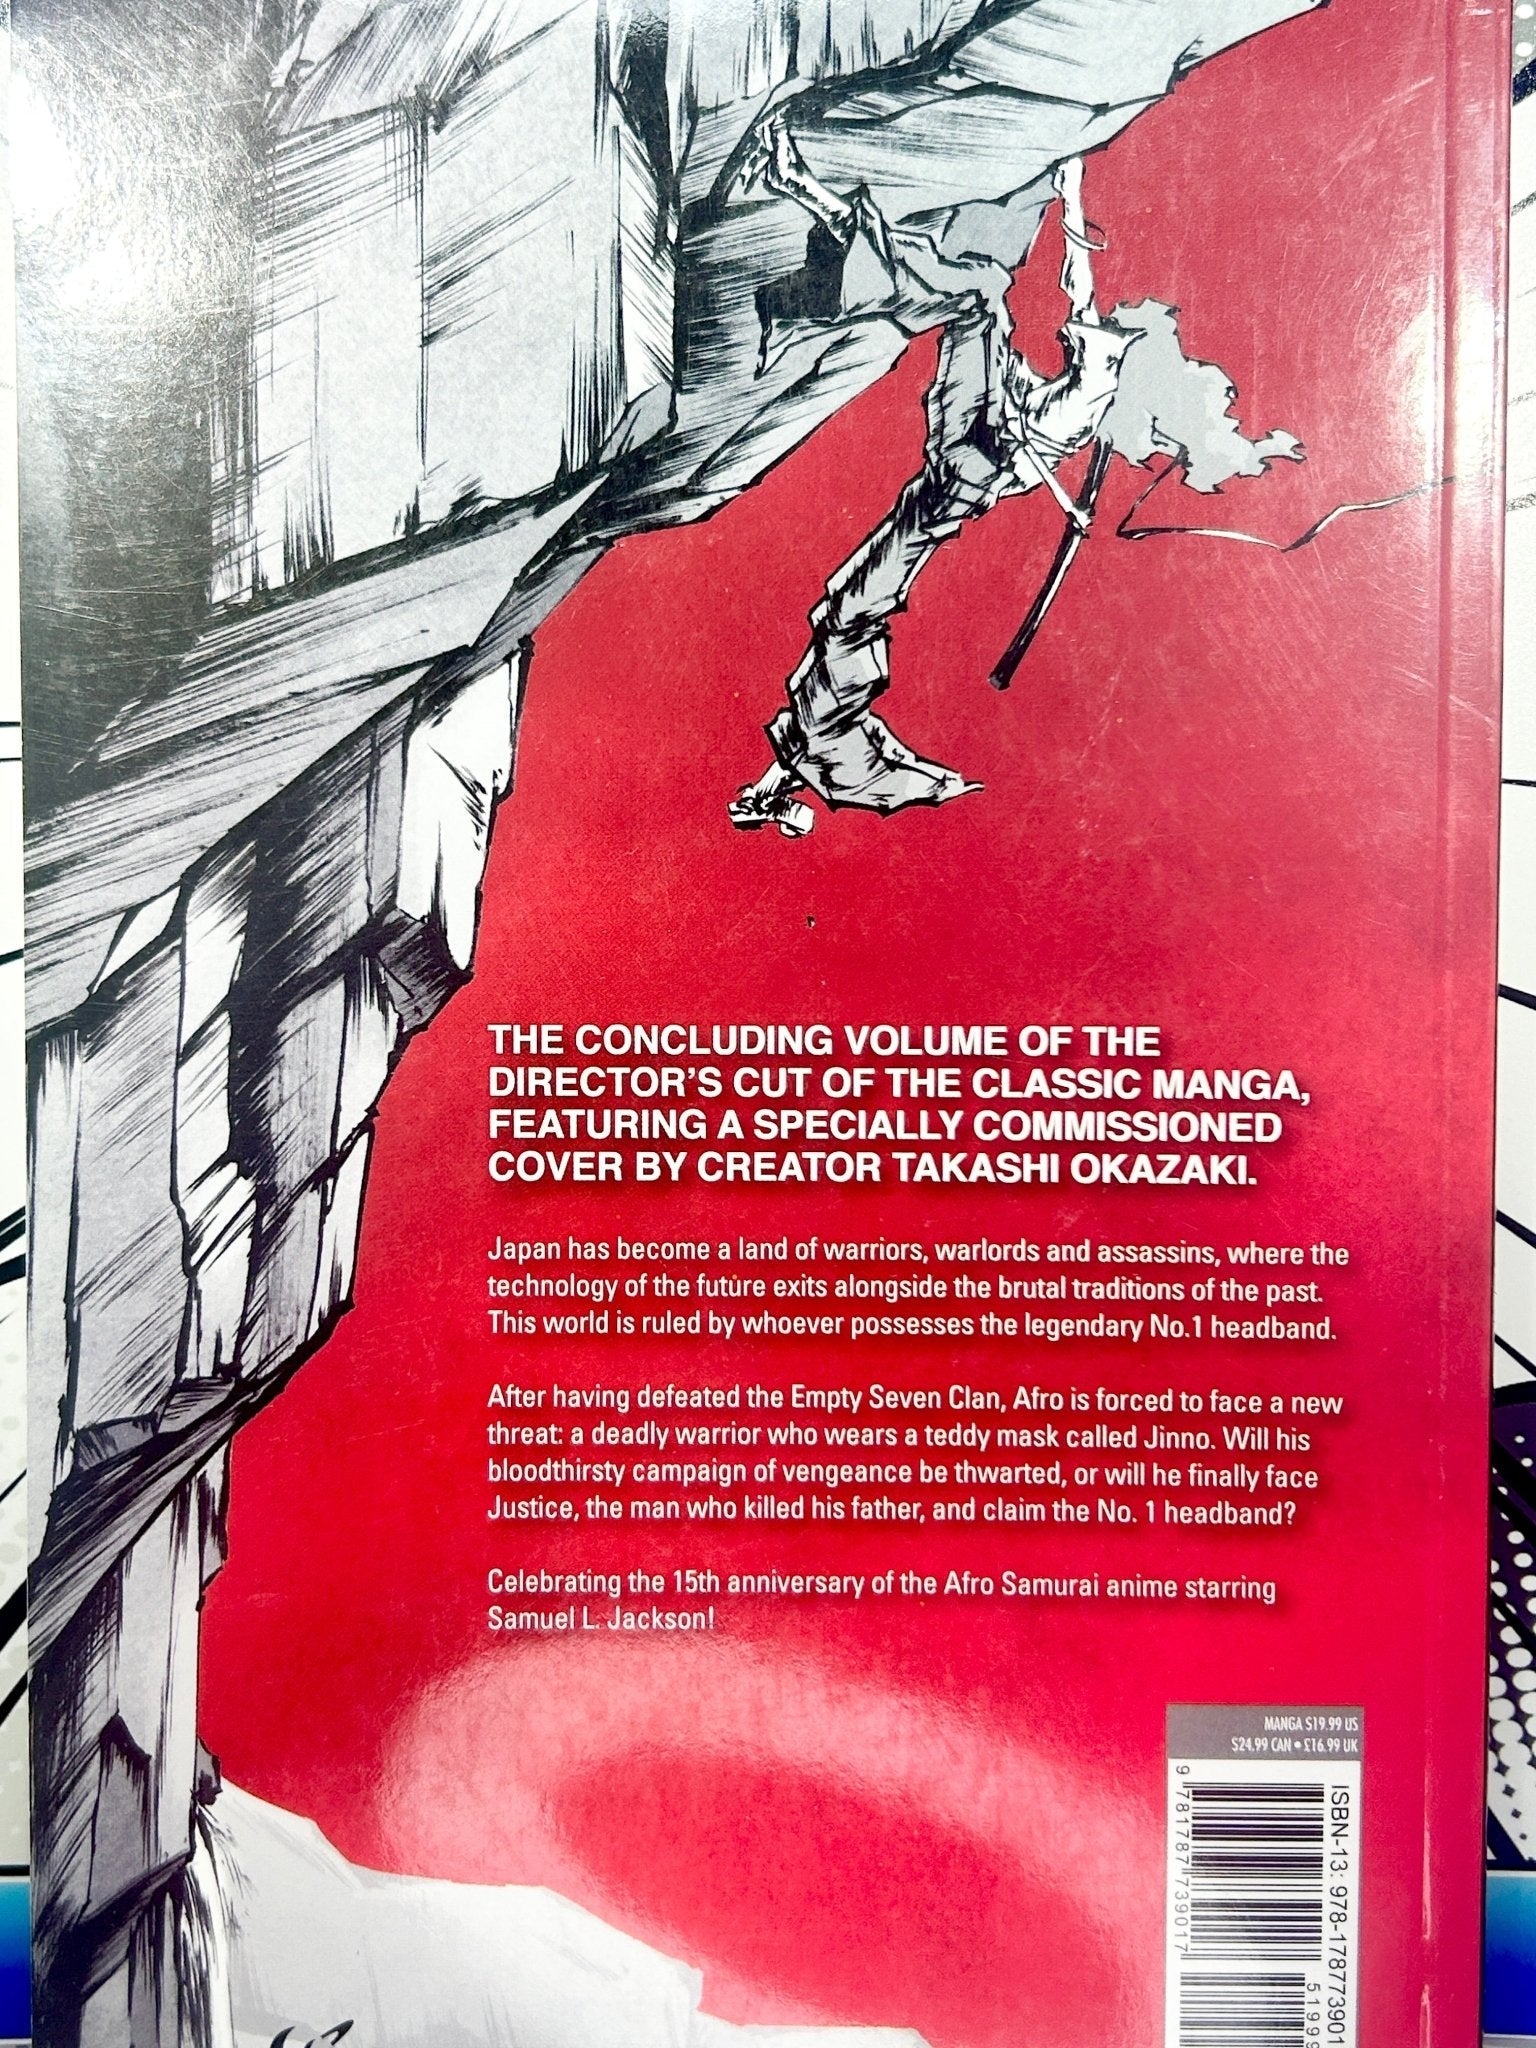 THE CONCLUDING VOLUME OF THE
DIRECTOR'S CUT OF THE CLASSIC MANGA,
FEATURING A SPECIALLY COMMISSIONED
COVER BY CREATOR TAKASHI OKAZAKI.
Japan has become a land of warriors, warlords and assassins, where the
technology of the future exits alongside the brutal traditions of the past.
This world is ruled by whoever possesses the legendary No.1 headband.
After having defeated the Empty Seven Clan, Afro is forced to face a new
threat: a deadly warrior who wears a teddy mask called Jinno. Will his
bloodthirsty campaign of vengeance be thwarted, or will he finally face
Justice, the man who killed his father, and claim the No. 1 headband?
Celebrating the 15th anniversary of the Afro Samurai anime starring
Samuel L. Jackson!
MANGA $19.99 US
$24.99 CAN • £16.99 UK
ISBN-13: 978-178773901
9 781787 739017
51999